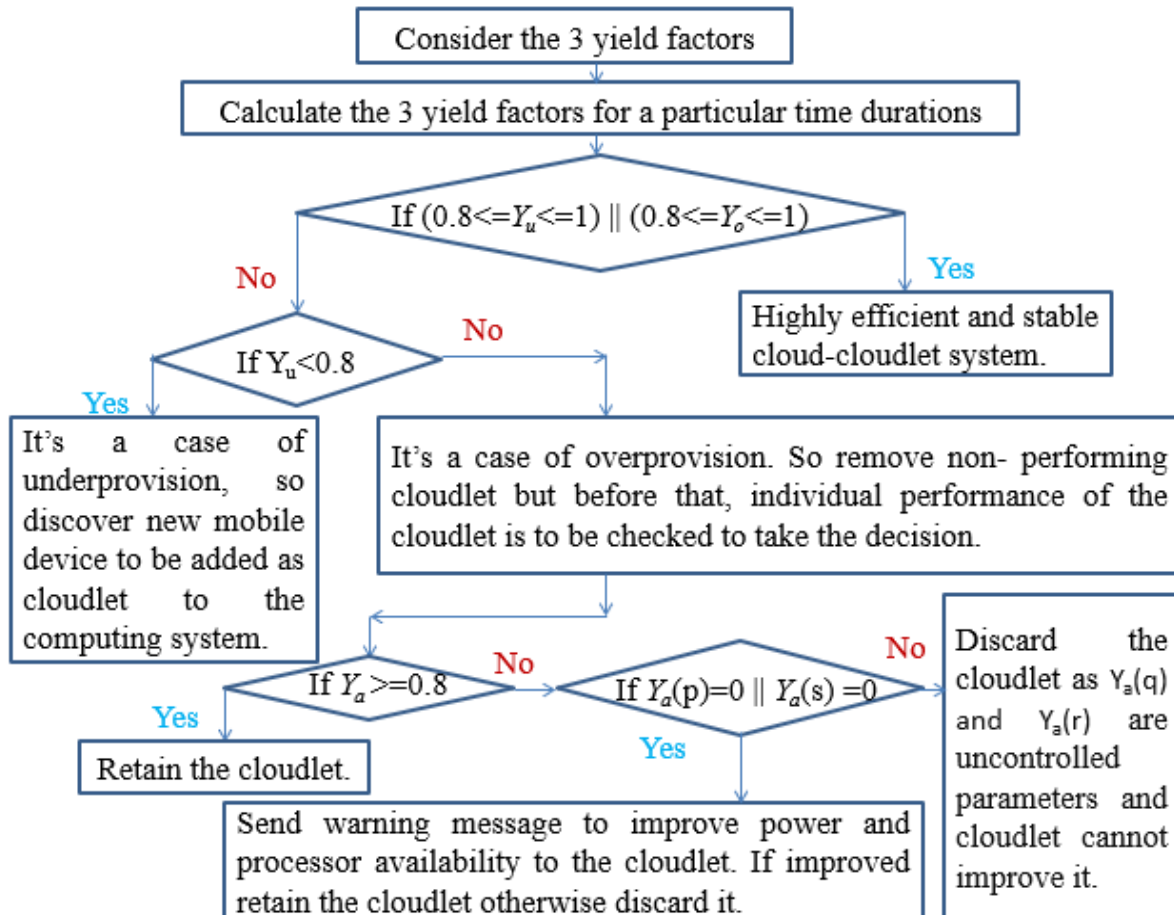 Consider the 3 yield factors
Calculate the 3 yield factors for a particular time durations
If (0.8<=Yu<=1) || (0.8<=Yo<=1)
No
Yes
Highly efficient and stable
cloud-cloudlet system.
If Yu<0.8
No
Yes
It's a case of
underprovision, so
discover new mobile
device to be added as
cloudlet to the
computing system.
It's a case of overprovision. So remove non- performing
cloudlet but before that, individual performance of the
cloudlet is to be checked to take the decision.
If Ya>=0.8
No
Yes
Retain the cloudlet.
If Ya(p)=0 || Ya(s) =0
No
Yes
Send warning message to improve power and
processor availability to the cloudlet. If improved
retain the cloudlet otherwise discard it.
Discard the
cloudlet as Ya(q)
and Ya(r) are
uncontrolled
parameters and
cloudlet cannot
improve it.